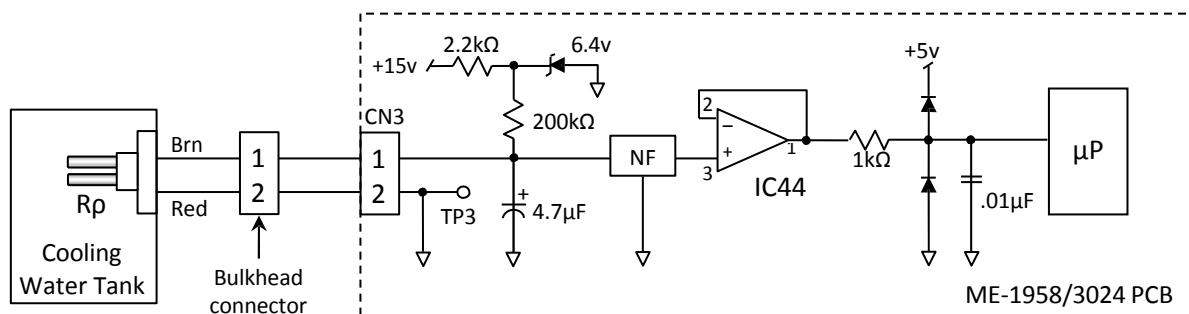 2.2kΩ
6.4v
+15v
+5v
CN3
200kΩ
2
−
Brn
1
1
NF
+
1
1kΩ
µP
2
2
3
IC44
Rρ
Red
TP3
+
4.7µF
.01µF
Cooling
Water Tank
Bulkhead
connector
ME-1958/3024 PCB